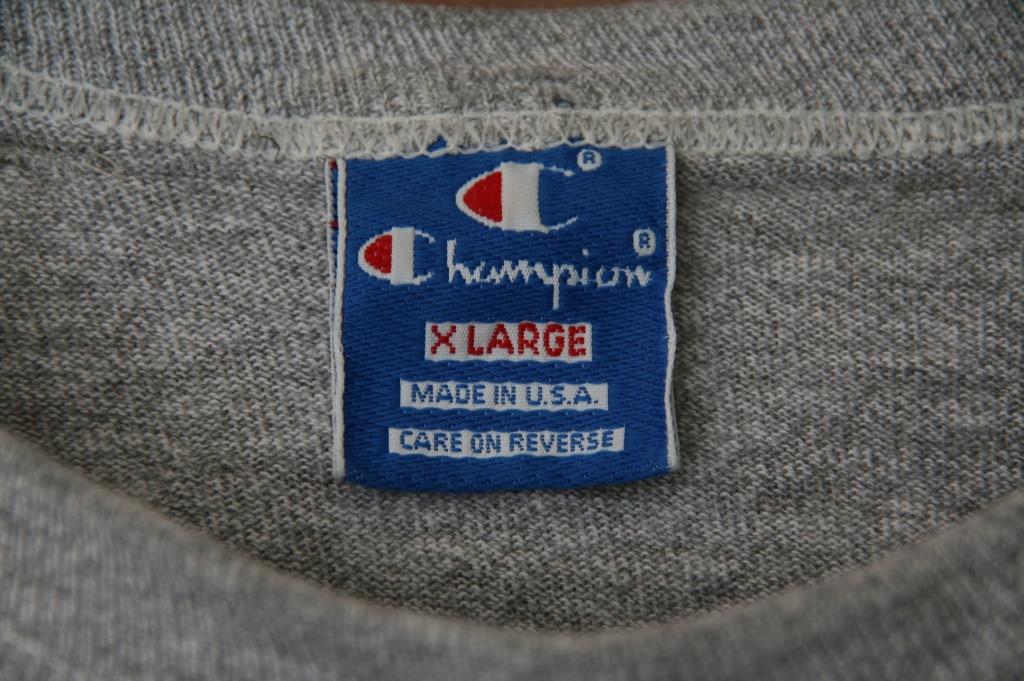 C®
Champion®
X LARGE
MADE IN U.S.A.
CARE ON REVERSE